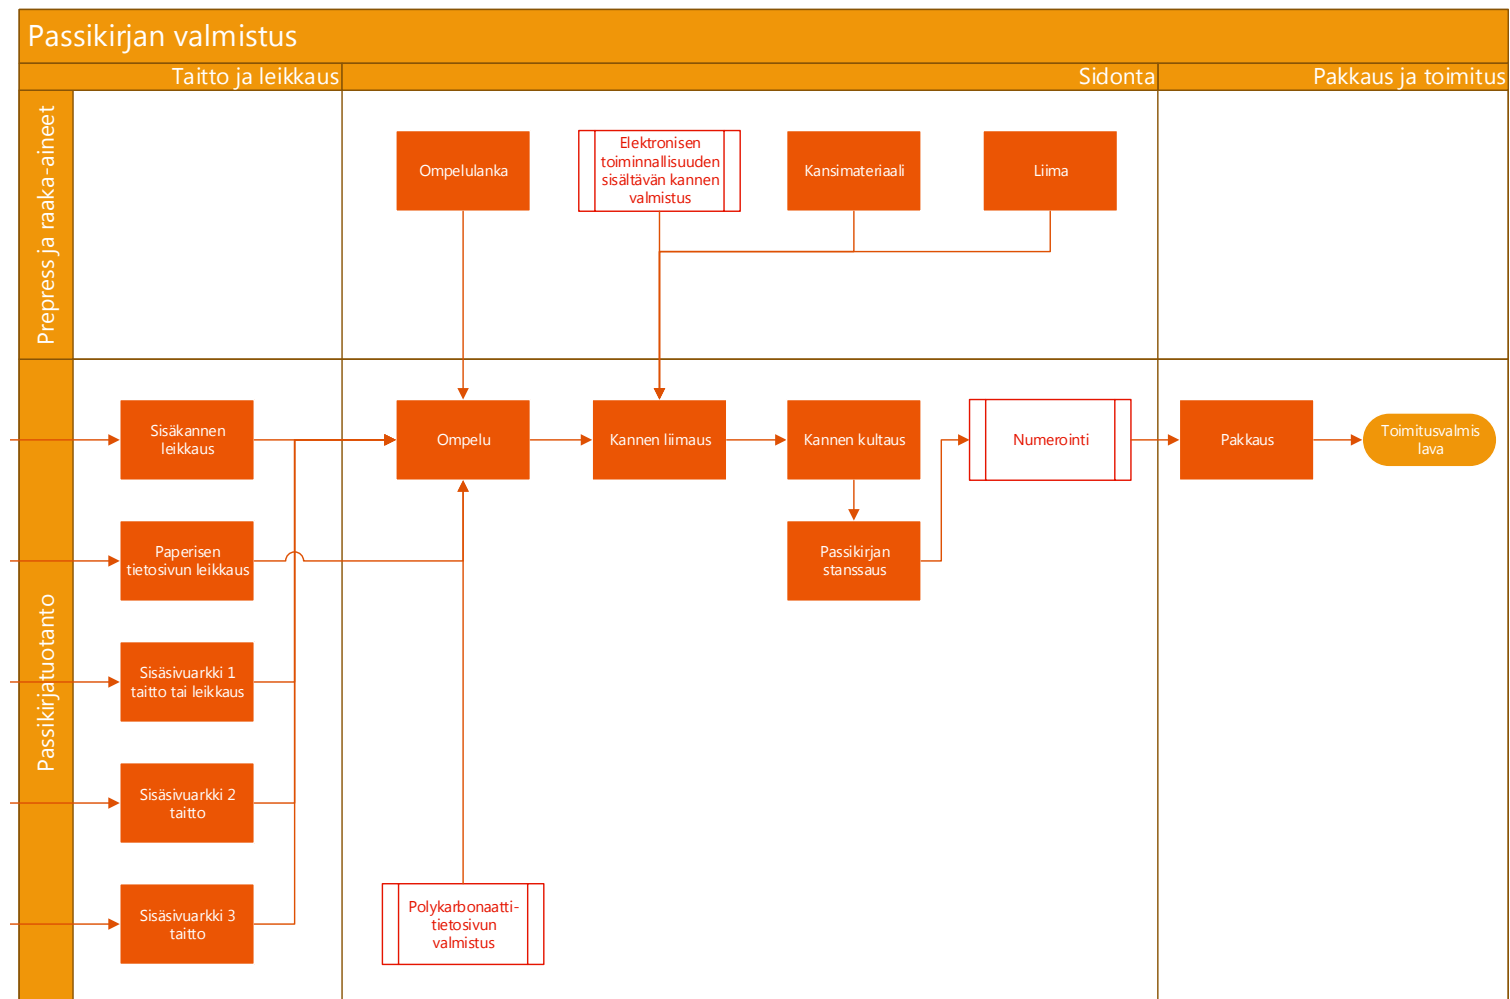 Passikirjan valmistus
Taitto ja leikkaus
Sidonta
Pakkaus ja toimitus
Prepress ja raaka-aineet
Ompelulanka
Elektronisen
toiminnallisuuden
sisältävän kannen
valmistus
Kansimateriaali
Liima
Passikirjatuotanto
Sisäkannen
leikkaus
Ompelu
Kannen liimaus
Kannen kultaus
Numerointi
Pakkaus
Toimitusvalmis
lava
Paperisen
tietosivun leikkaus
Passikirjan
stanssaus
Sisäsivuarkki 1
taitto tai leikkaus
Sisäsivuarkki 2
taitto
Sisäsivuarkki 3
taitto
Polykarbonaatti-
tietosivun
valmistus